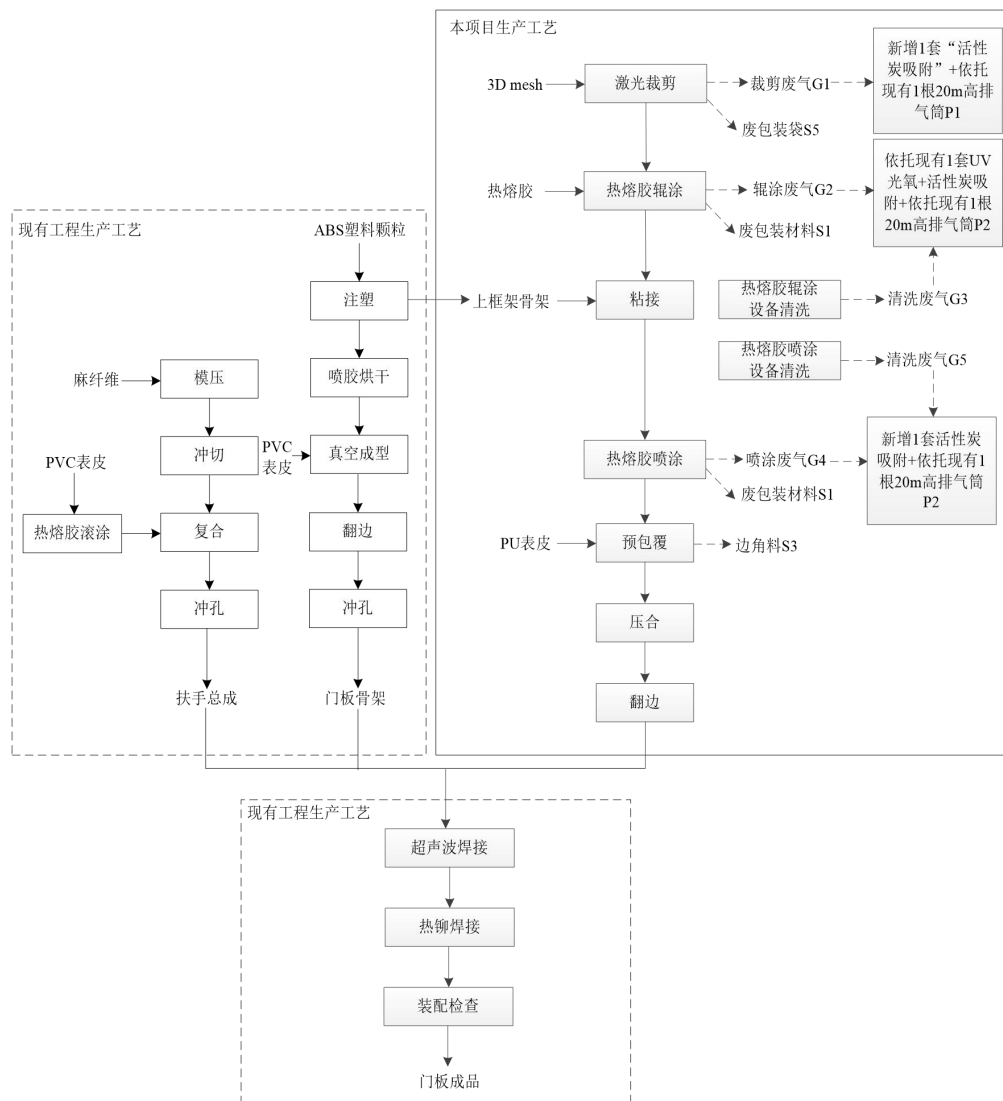 本项目生产工艺
3D mesh
激光裁剪
裁剪废气G1
新增1套“活性
炭吸附”+依托
现有1根20m高排
气筒P1
废包装袋S5
热熔胶
热熔胶辊涂
辊涂废气G2
依托现有1套UV
光氧+活性炭吸
附+依托现有1根
20m高排气筒P2
废包装材料S1
现有工程生产工艺
ABS塑料颗粒
注塑
上框架骨架
粘接
热熔胶辊涂
设备清洗
清洗废气G3
热熔胶喷涂
设备清洗
清洗废气G5
麻纤维
模压
喷胶烘干
PVC表皮
冲切
PVC
表皮
真空成型
热熔胶喷涂
喷涂废气G4
新增1套活性炭
吸附+依托现有1
根20m高排气筒
P2
废包装材料S1
热熔胶滚涂
复合
翻边
PU表皮
预包覆
边角料S3
冲孔
冲孔
压合
扶手总成
门板骨架
翻边
现有工程生产工艺
超声波焊接
热铆焊接
装配检查
门板成品